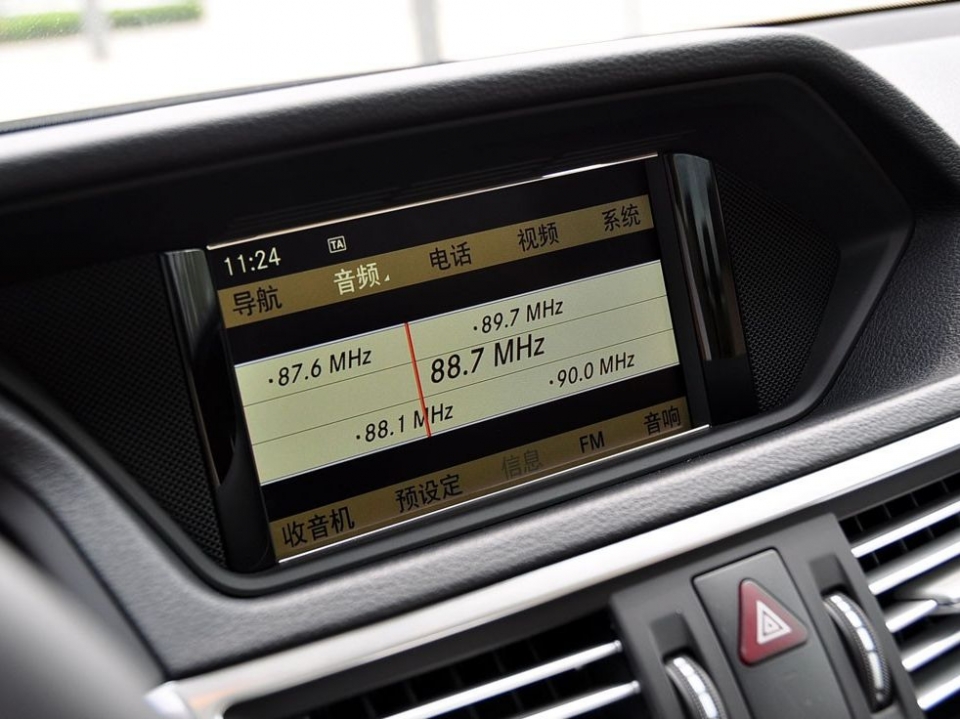 11:24 TA
导航 音频 电话 视频 系统
·89.7 MHz
·87.6 MHz 88.7 MHz
·90.0 MHz
·88.1 MHz
收音机 预设定 信息 FM 音响